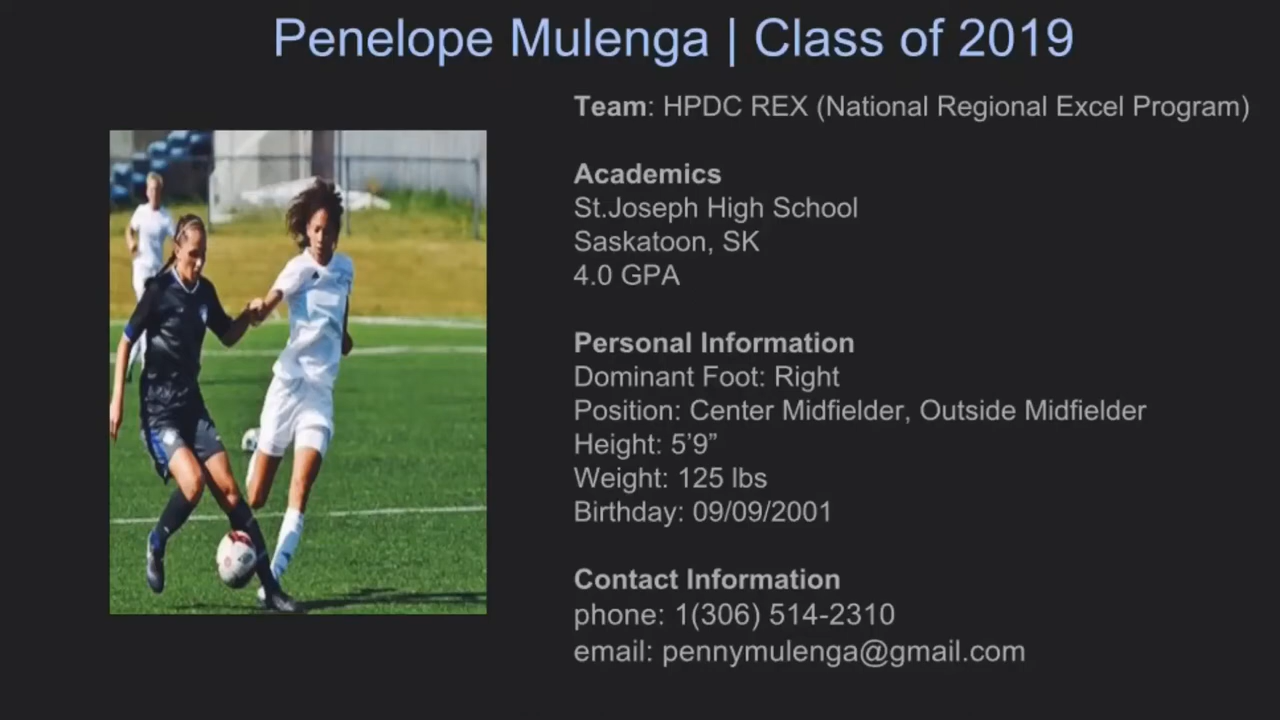 Penelope Mulenga | Class of 2019
Team: HPDC REX (National Regional Excel Program)
Academics
St.Joseph High School
Saskatoon, SK
4.0 GPA
Personal Information
Dominant Foot: Right
Position: Center Midfielder, Outside Midfielder
Height: 5’9”
Weight: 125 lbs
Birthday: 09/09/2001
Contact Information
phone: 1(306) 514-2310
email: pennymulenga@gmail.com